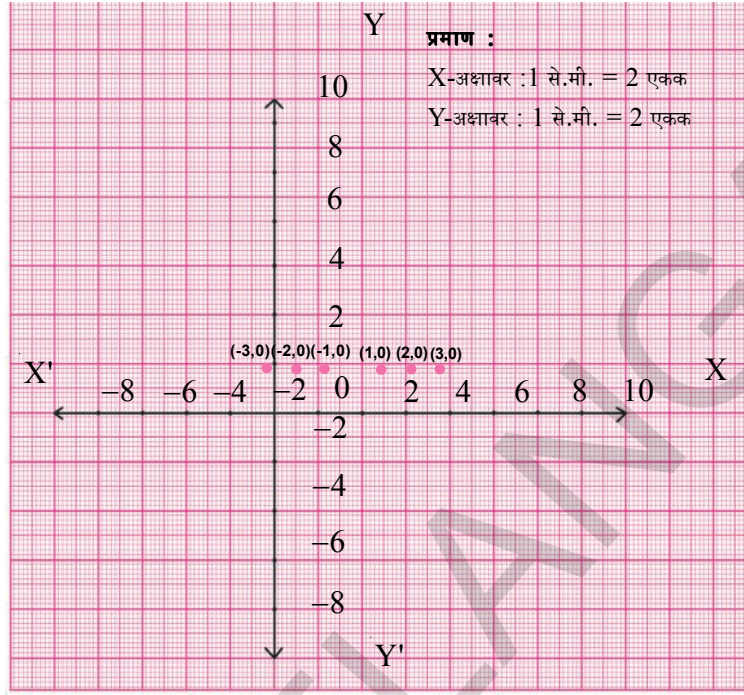 Y
प्रमाण :
X-अक्षावर :1 से.मी. = 2 एकक
Y-अक्षावर : 1 से.मी. = 2 एकक
10
8
6
4
2
(-3,0)(-2,0)(-1,0) (1,0) (2,0) (3,0)
X' X
–8 –6 –4 –2 0 2 4 6 8 10
–2
–4
–6
–8
Y'